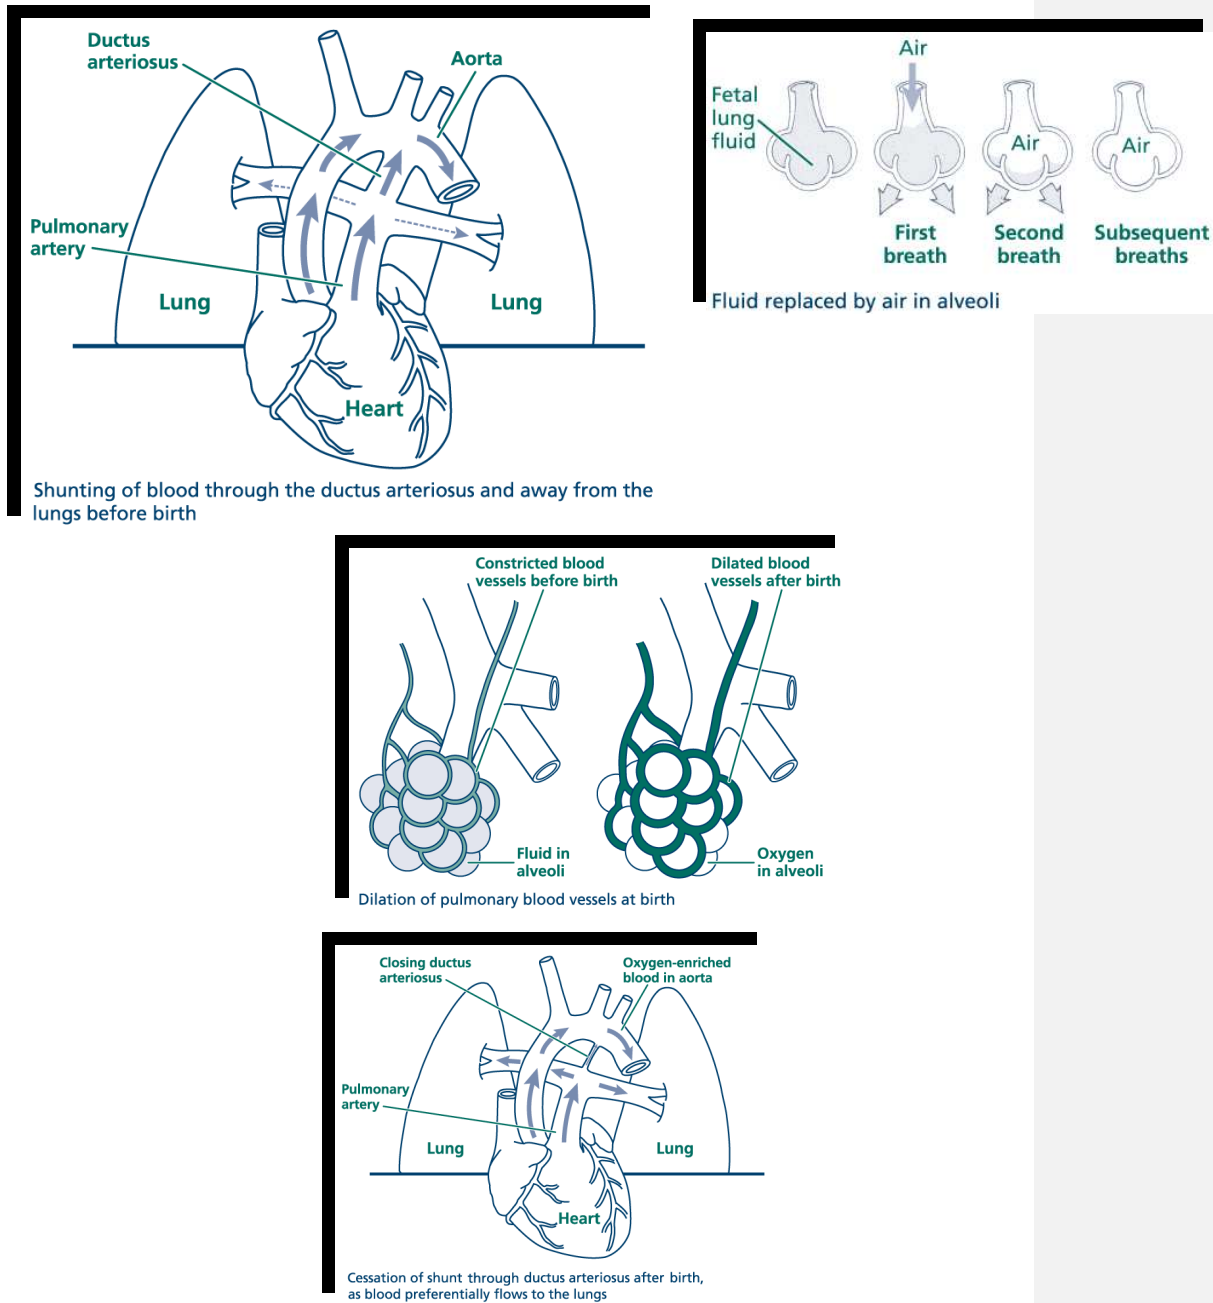 Ductus
arteriosus
Aorta
Pulmonary
artery
Lung
Lung
Heart
Shunting of blood through the ductus arteriosus and away from the
lungs before birth
Air
Fetal
lung
fluid
Air
Air
First
breath
Second
breath
Subsequent
breaths
Fluid replaced by air in alveoli
Constricted blood
vessels before birth
Dilated blood
vessels after birth
Fluid in
alveoli
Oxygen
in alveoli
Dilation of pulmonary blood vessels at birth
Closing ductus
arteriosus
Oxygen-enriched
blood in aorta
Pulmonary
artery
Lung
Lung
Heart
Cessation of shunt through ductus arteriosus after birth,
as blood preferentially flows to the lungs